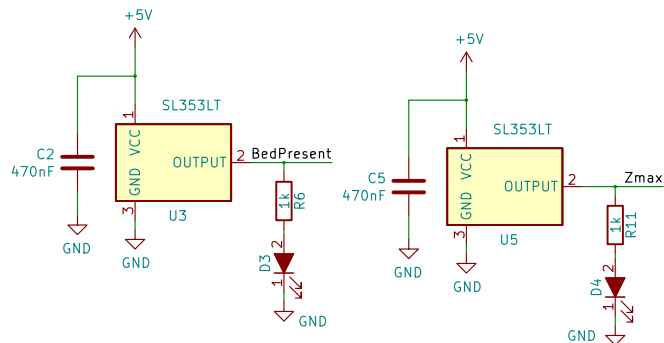 +5V
SL353LT
1
VCC
C2
470nF
OUTPUT
2
BedPresent
GND
3
U3
1k
R6
GND
2
D3
1
GND
+5V
SL353LT
1
VCC
C5
470nF
OUTPUT
2
Zmax
GND
3
U5
1k
R11
GND
GND
2
D4
1
GND
GND